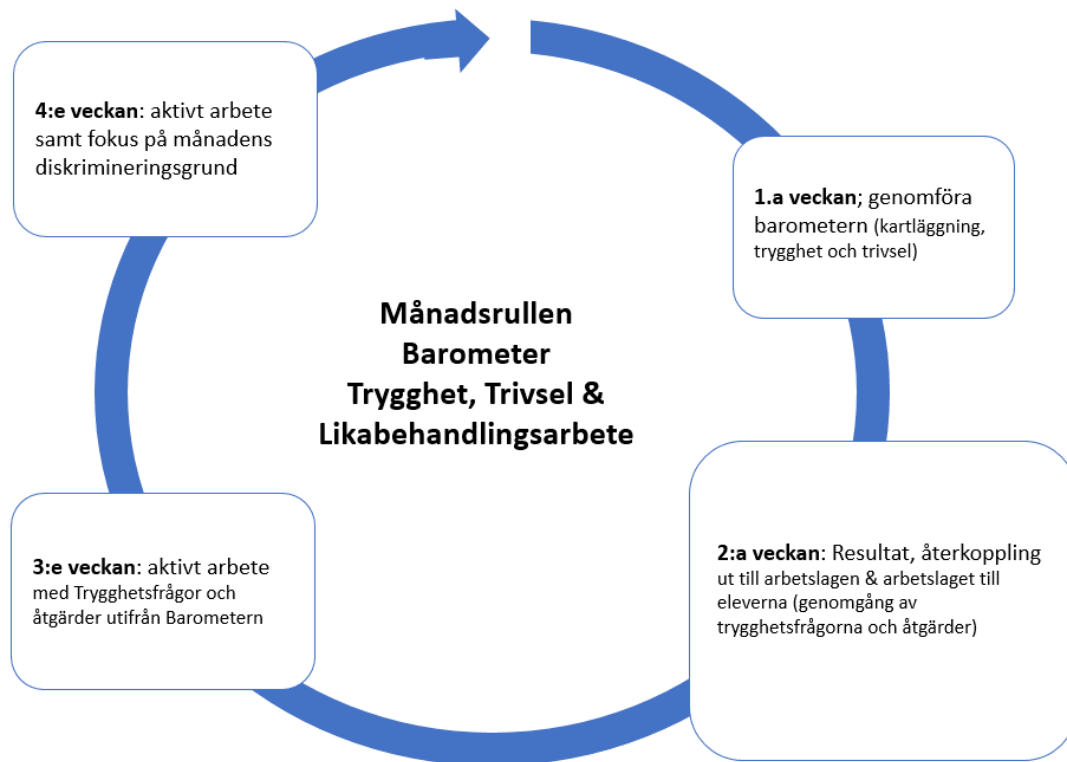 Månadsrullen
Barometer
Trygghet, Trivsel &
Likabehandlingsarbete
1.a veckan; genomföra
barometern (kartläggning,
trygghet och trivsel)
2:a veckan: Resultat, återkoppling
ut till arbetslagen & arbetslaget till
eleverna (genomgång av
trygghetsfrågorna och åtgärder)
3:e veckan: aktivt arbete
med Trygghetsfrågor och
åtgärder utifrån Barometern
4:e veckan: aktivt arbete
samt fokus på månadens
diskrimineringsgrund